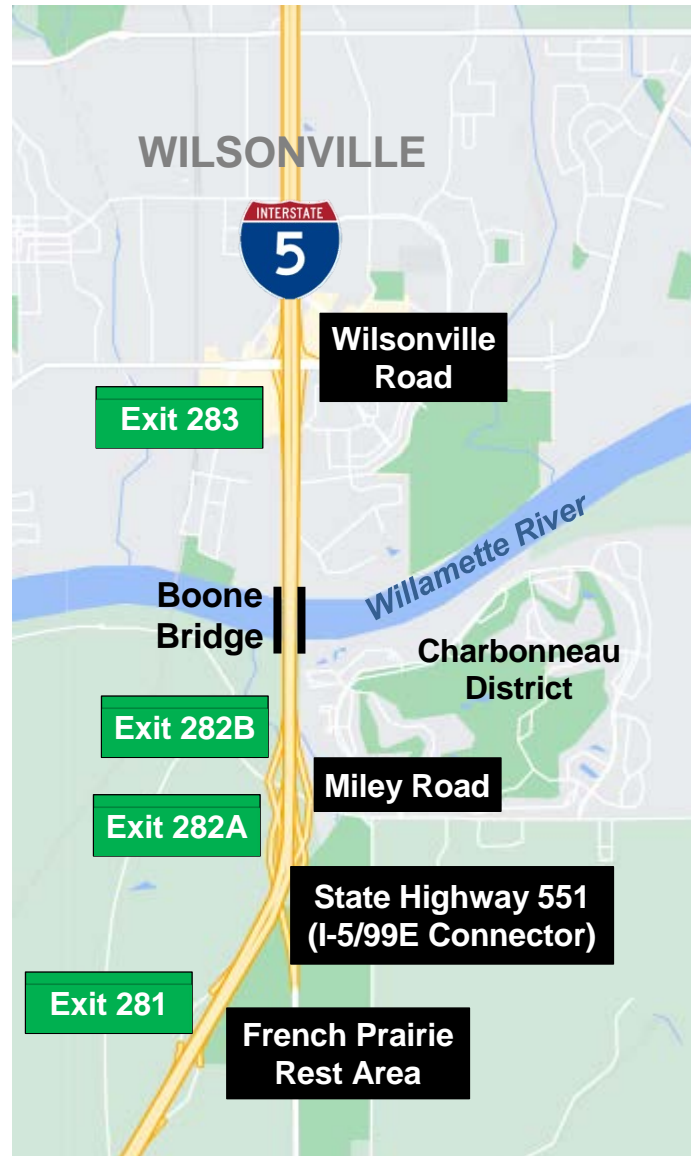 WILSONVILLE
INTERSTATE
5
Wilsonville
Road
Exit 283
Willamette River
Boone
Bridge
Charbonneau
District
Exit 282B
Miley Road
Exit 282A
State Highway 551
(I-5/99E Connector)
Exit 281
French Prairie
Rest Area